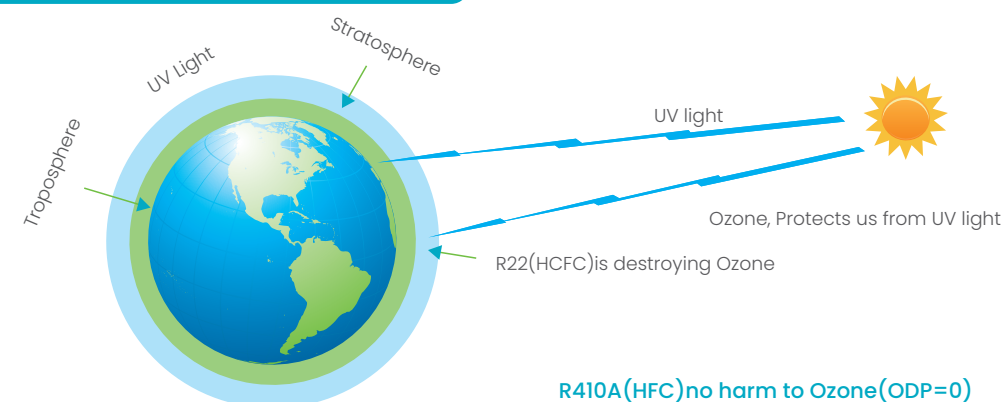 Stratosphere
UV Light
UV light
Troposphere
Ozone, Protects us from UV light
R22(HCFC)is destroying Ozone
R410A(HFC)no harm to Ozone(ODP=0)